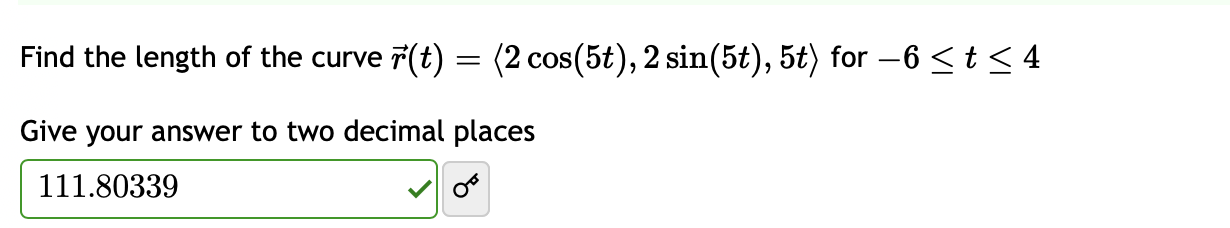 Find the length of the curve r⃗(t) = ⟨2 cos(5t), 2 sin(5t), 5t⟩ for −6 ≤ t ≤ 4
Give your answer to two decimal places
111.80339